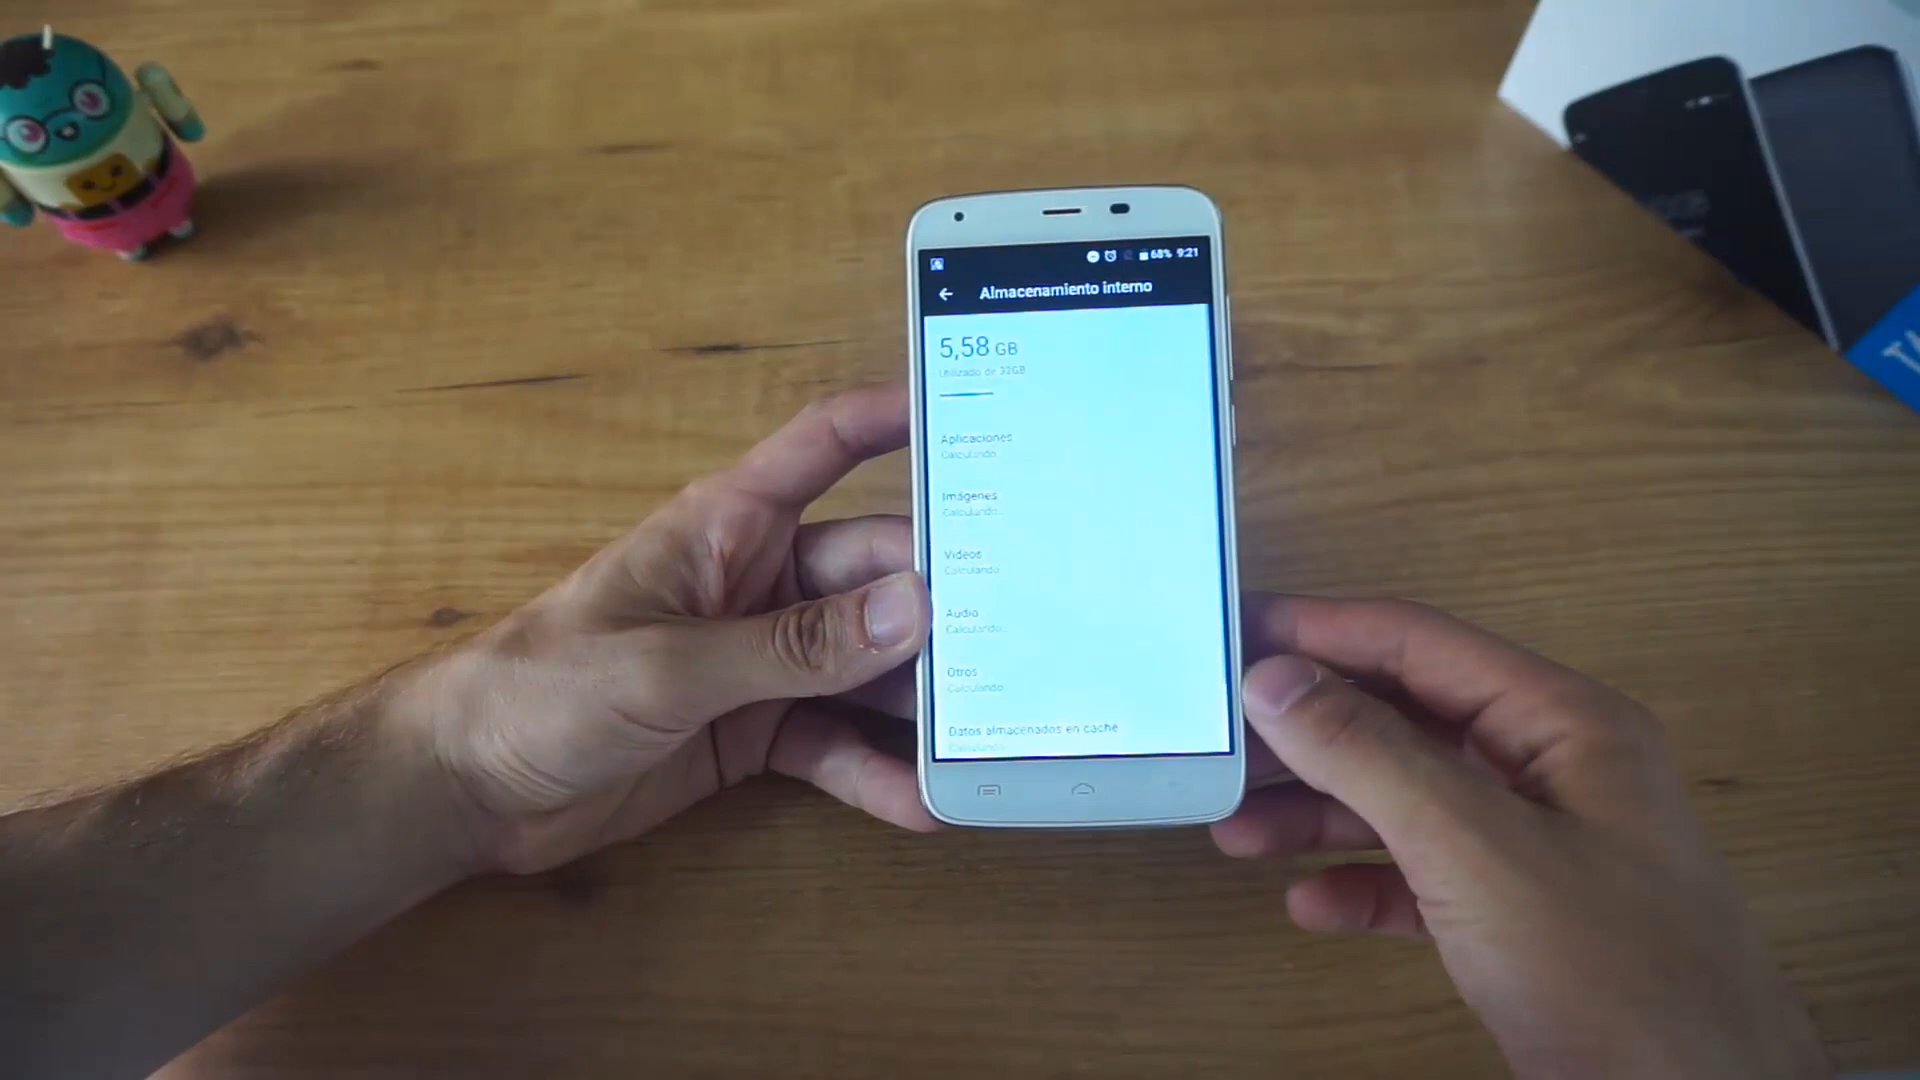 68% 9:21
Almacenamiento interno
5,58 GB
Utilizado de 32GB
Aplicaciones
Calculando...
Imágenes
Calculando...
Vídeos
Calculando...
Audio
Calculando...
Otros
Calculando...
Datos almacenados en caché
Calculando...